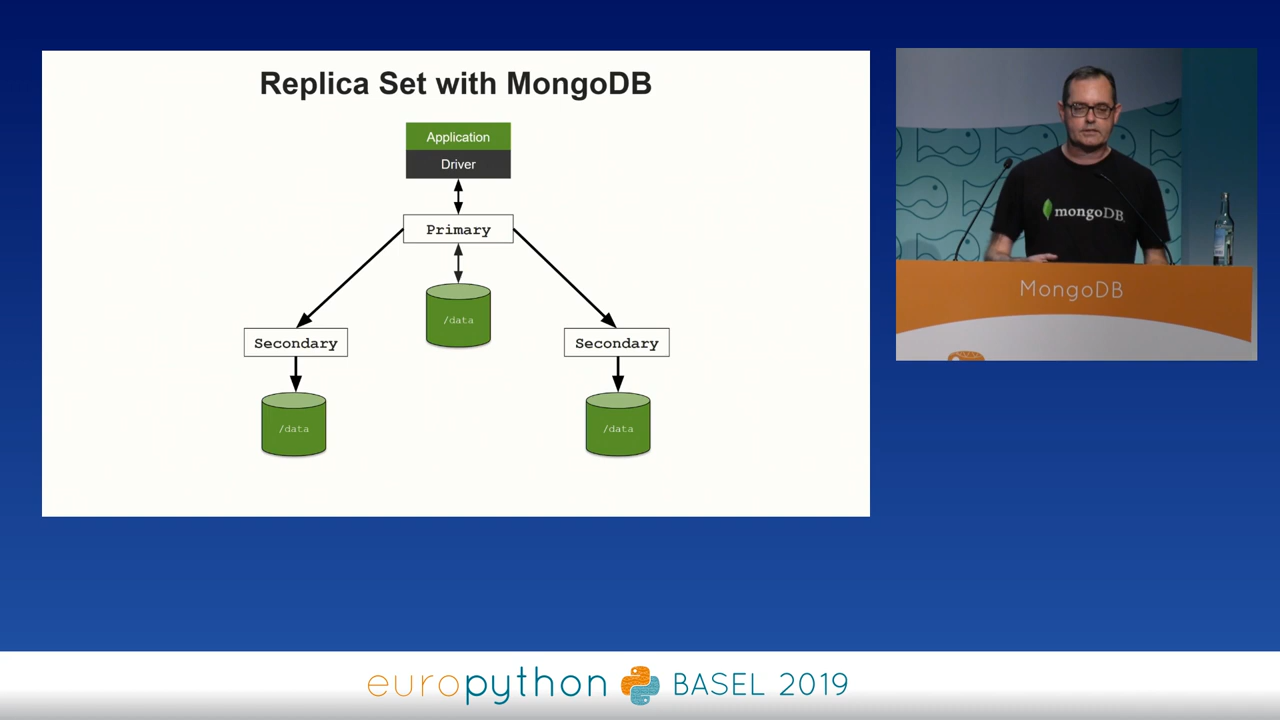 Replica Set with MongoDB
Application
Driver
Primary
/data
Secondary
Secondary
/data
/data
mongoDB
MongoDB
europython BASEL 2019